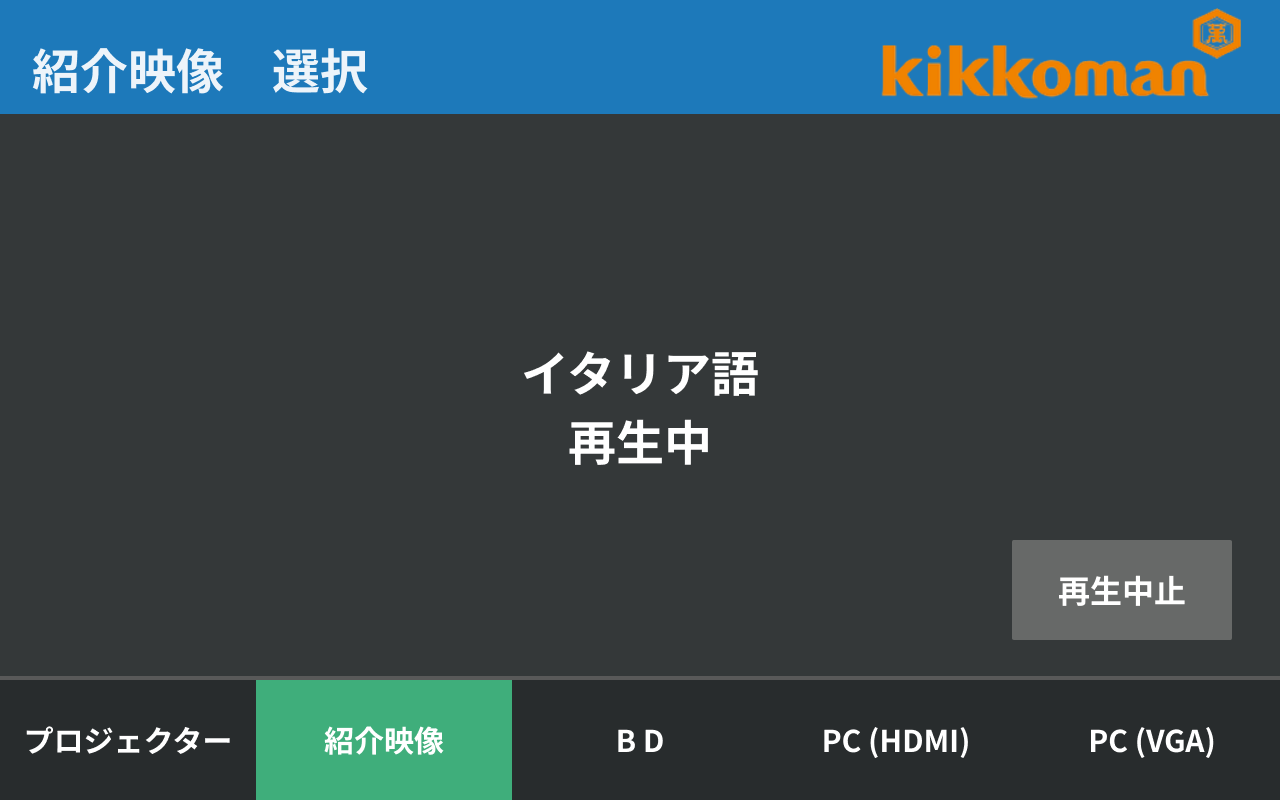 紹介映像　選択
kikkoman
萬
イタリア語
再生中
再生中止
プロジェクター
紹介映像
B D
PC (HDMI)
PC (VGA)